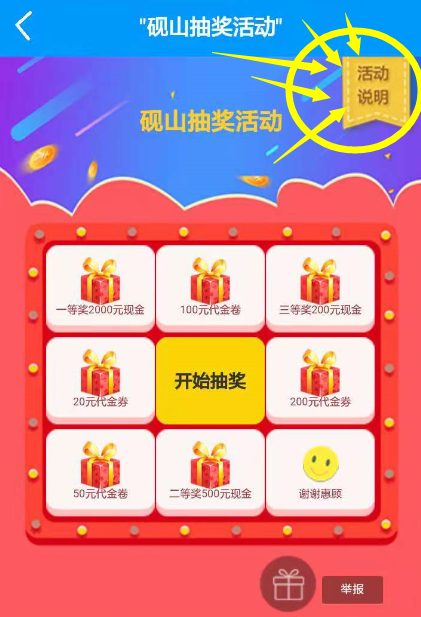 "砚山抽奖活动"
活动
说明
砚山抽奖活动
一等奖2000元现金
100元代金卷
三等奖200元现金
20元代金券
开始抽奖
200元代金券
50元代金卷
二等奖500元现金
谢谢惠顾
举报